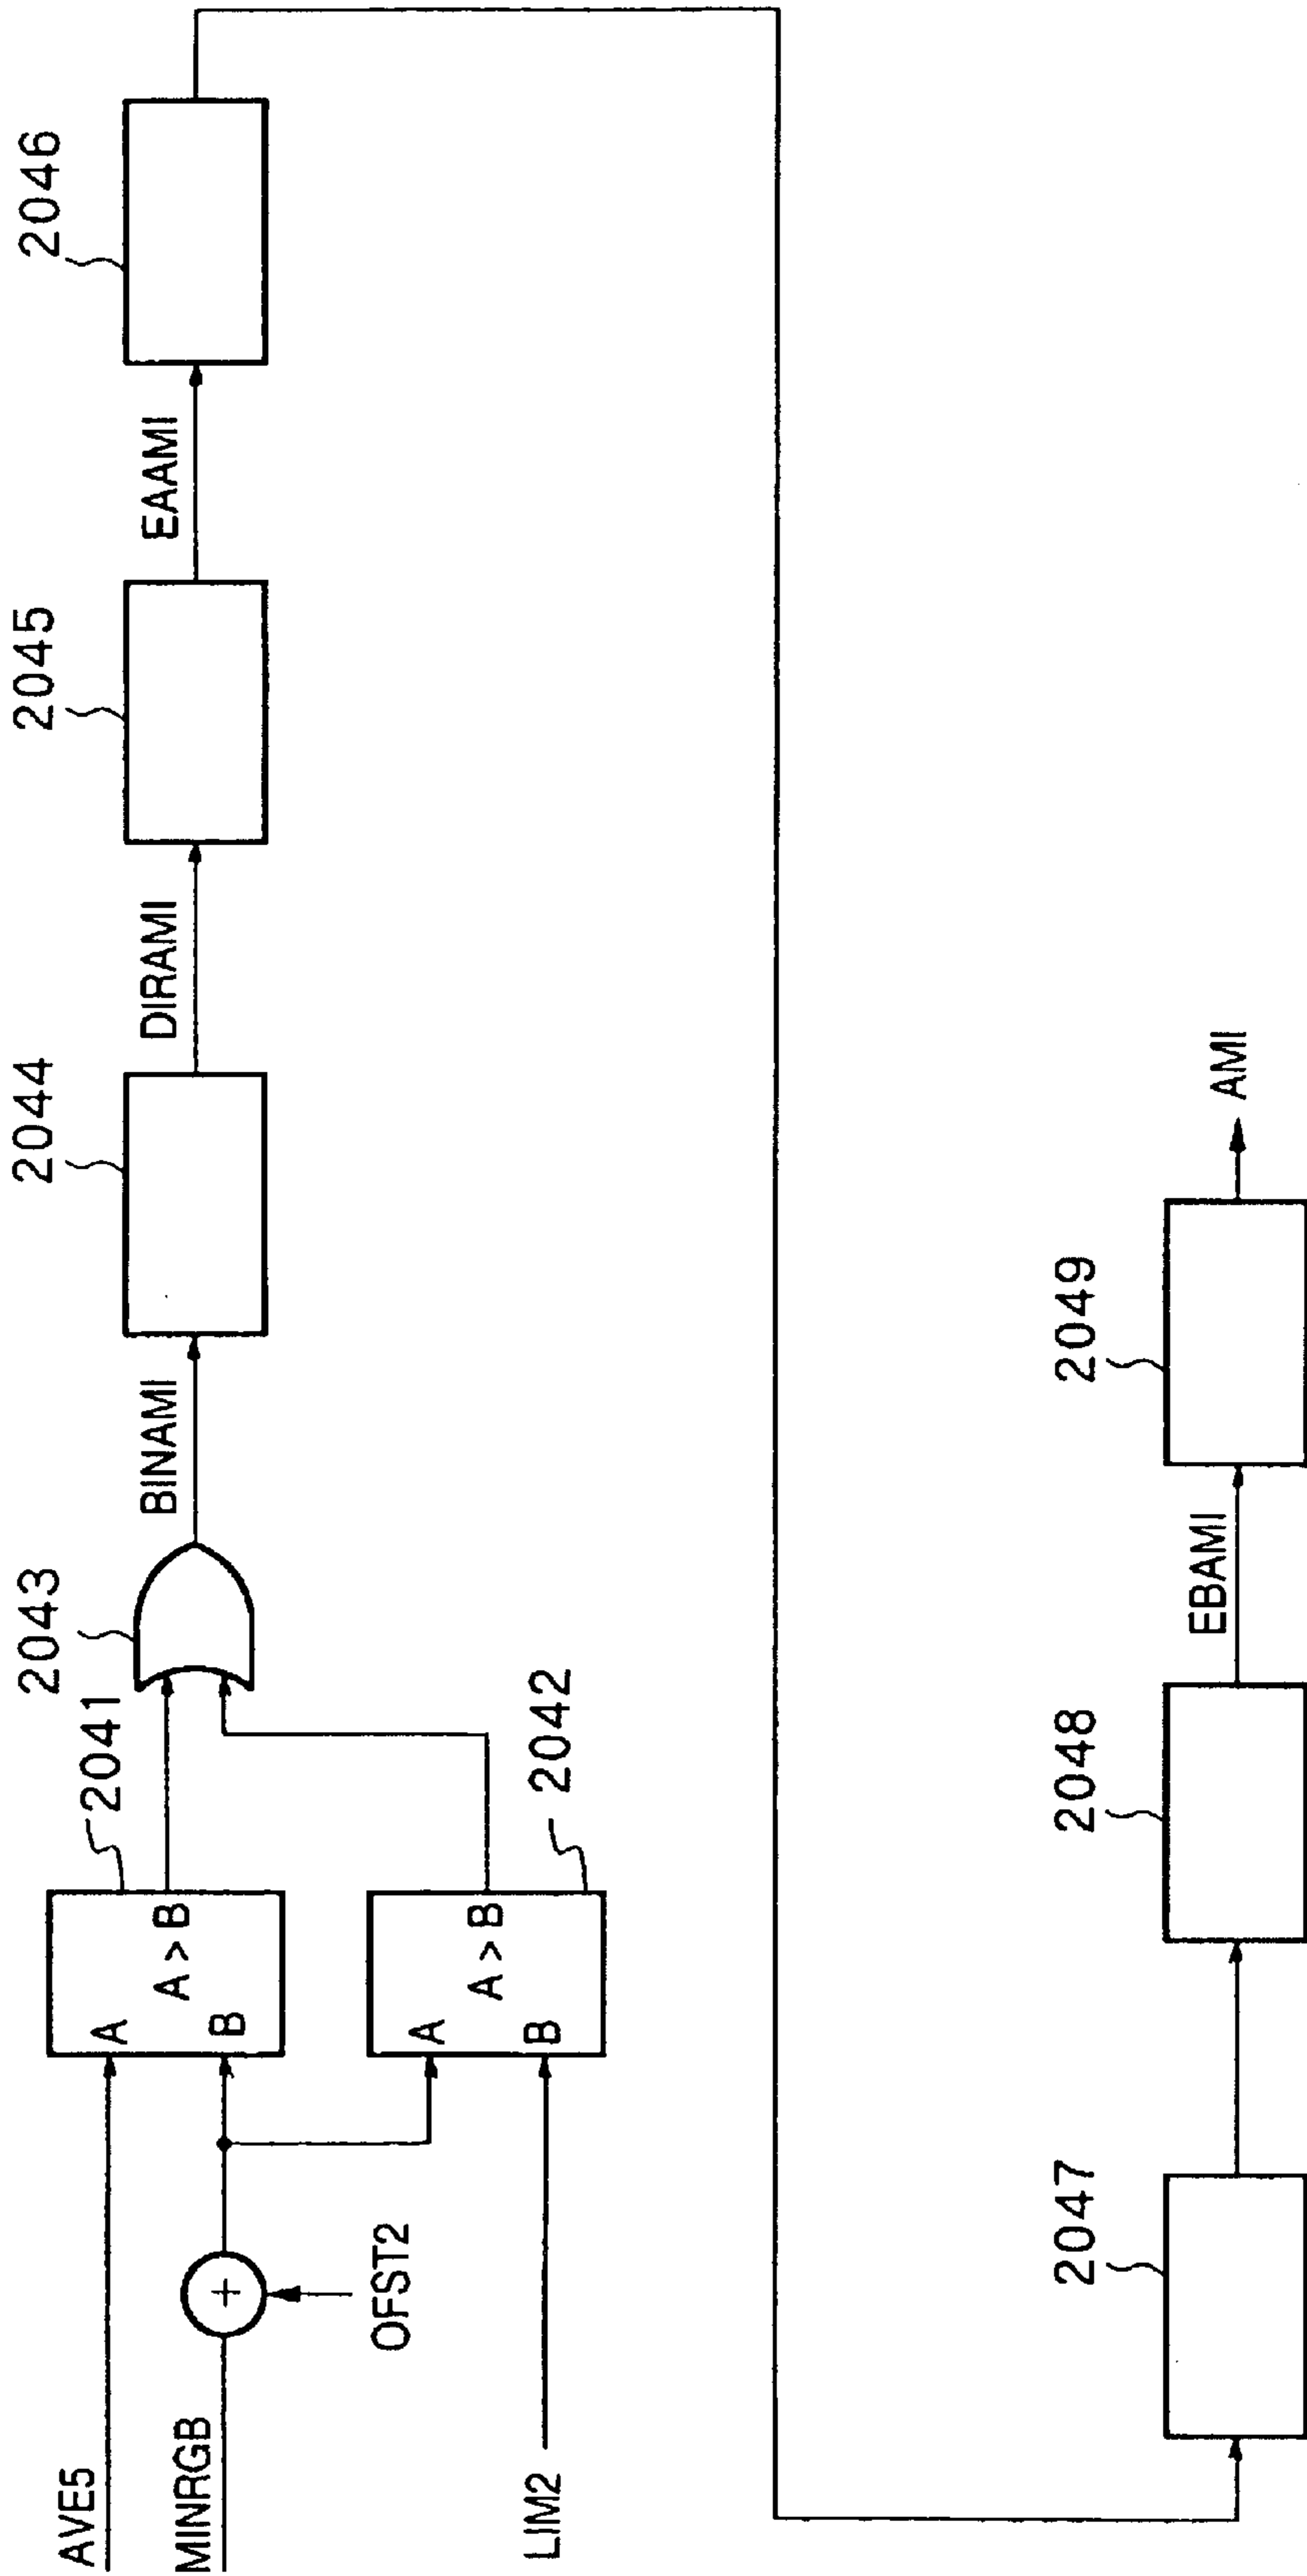 AVE5
MINRGB
OFST2
LIM2
A
A > B
B
2041
A
A > B
B
2042
2043
BINAMI
2044
DIRAMI
2045
EAAMI
2046
2047
2048
EBAMI
2049
AMI
+